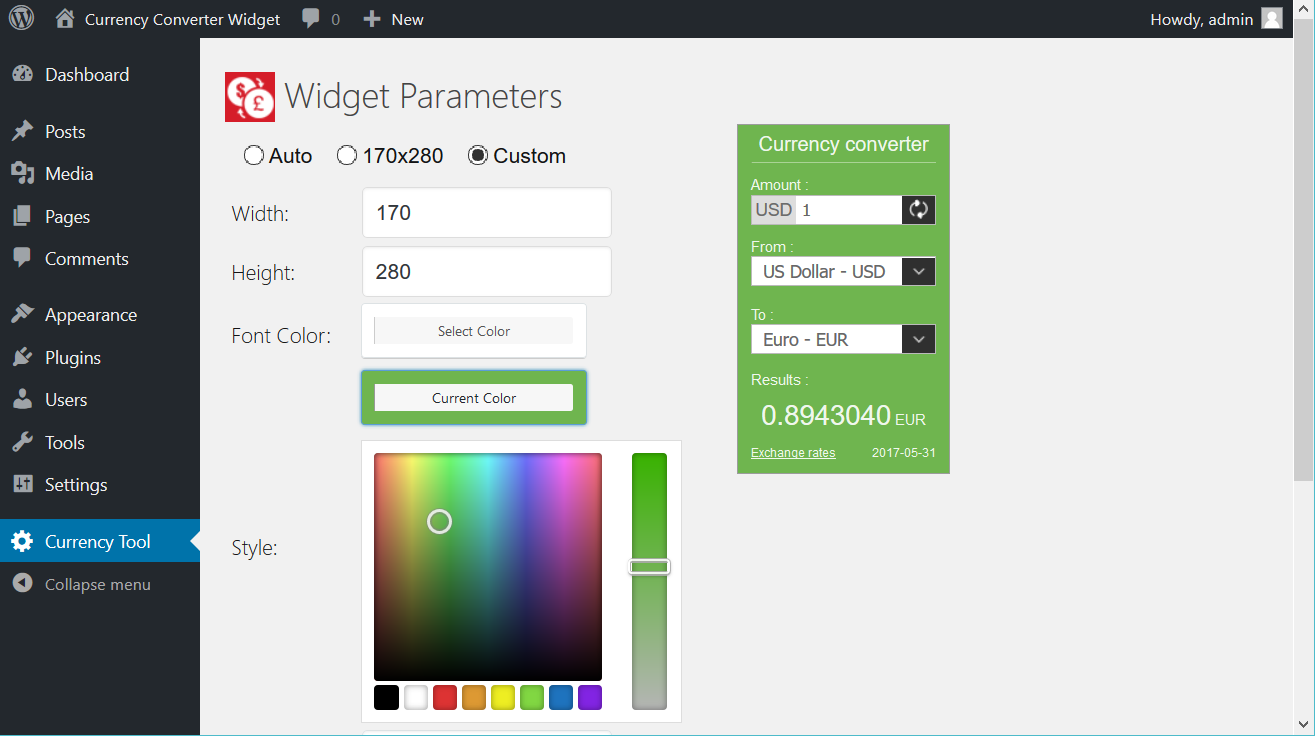 Currency Converter Widget 0 New Howdy, admin
Dashboard
Posts
Media
Pages
Comments
Appearance
Plugins
Users
Tools
Settings
Currency Tool
Collapse menu
$ £
Widget Parameters
Auto 170x280 Custom
Width: 170
Height: 280
Font Color: Select Color
Current Color
Style:
Currency converter
Amount :
USD 1
From :
US Dollar - USD
To :
Euro - EUR
Results :
0.8943040 EUR
Exchange rates 2017-05-31